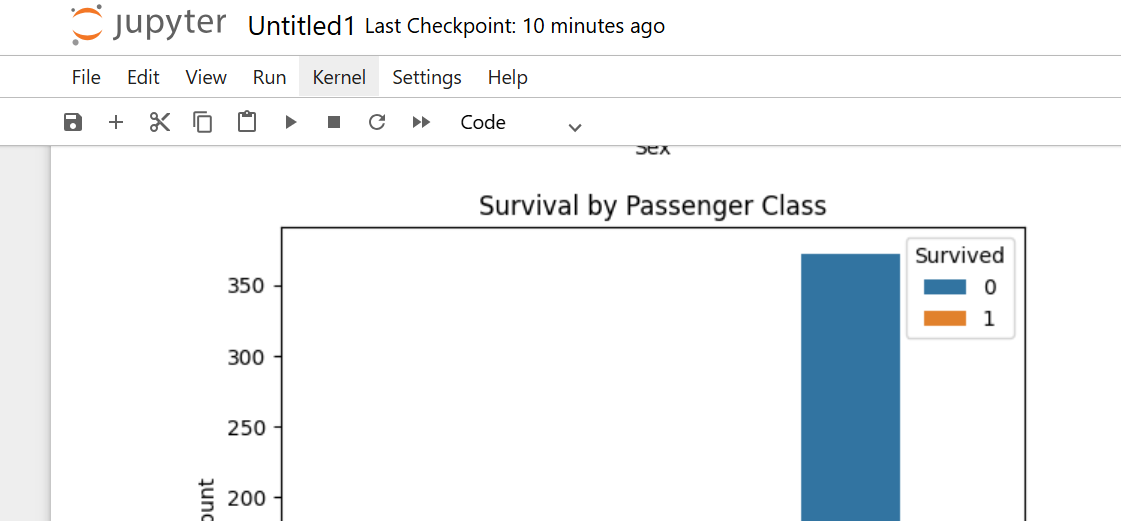 jupyter Untitled1 Last Checkpoint: 10 minutes ago
File Edit View Run Kernel Settings Help
Code
Sex
Survival by Passenger Class
Survived
0
1
350
300
250
200